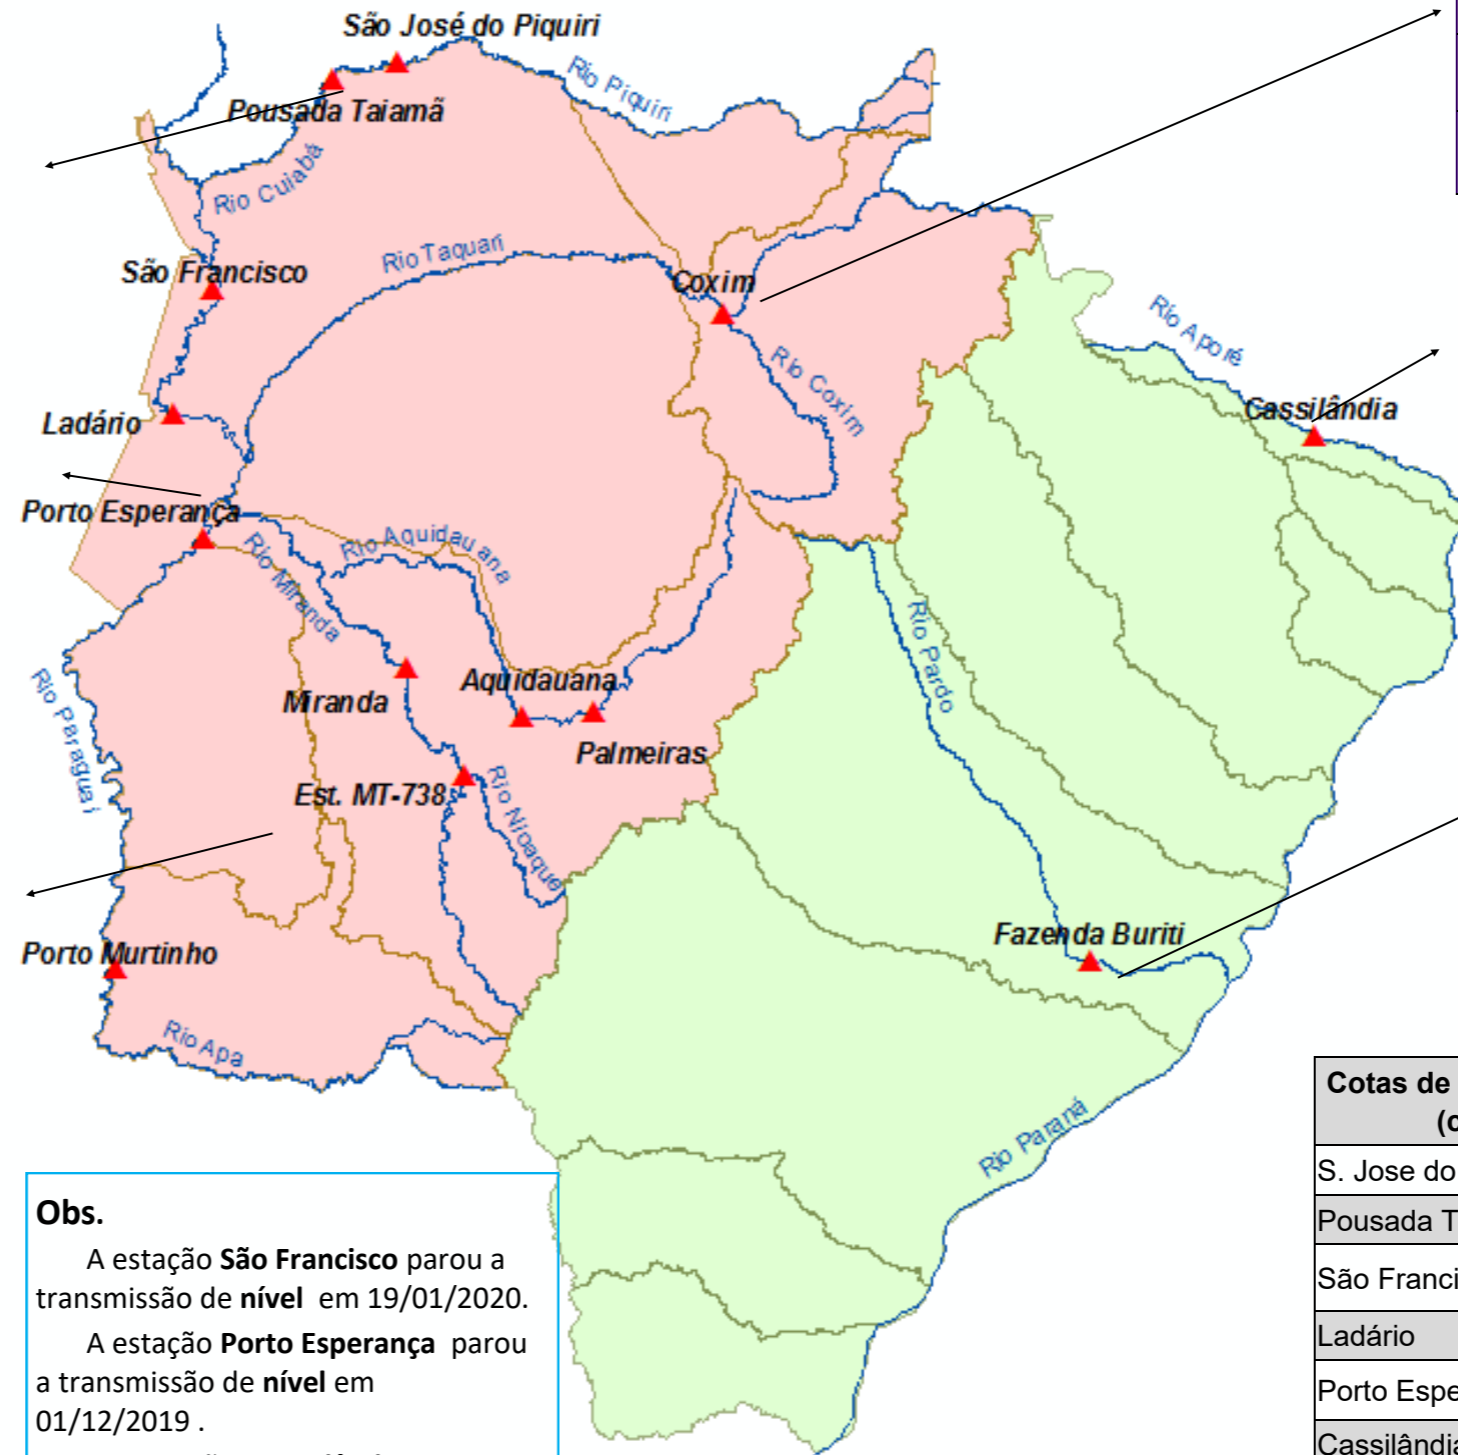 São José do Piquiri
Rio Piquiri
Pousada Taiamã
Rio Cuiabá
Rio Taquari
São Francisco
Coxim
Rio Aporé
Rio Coxim
Cassilândia
Ladário
Porto Esperança
Rio Aquidauana
Rio Miranda
Rio Pardo
Rio Paraguai
Aquidauana
Miranda
Palmeiras
Est. MT-738
Rio Nioaque
Fazenda Buriti
Porto Murtinho
Rio Apa
Rio Paraná
Cotas de
S. Jose do
Pousada T
São Franci
Ladário
Porto Espe
Cassilândia
Obs.
A estação São Francisco parou a
transmissão de nível em 19/01/2020.
A estação Porto Esperança parou
a transmissão de nível em
01/12/2019 .